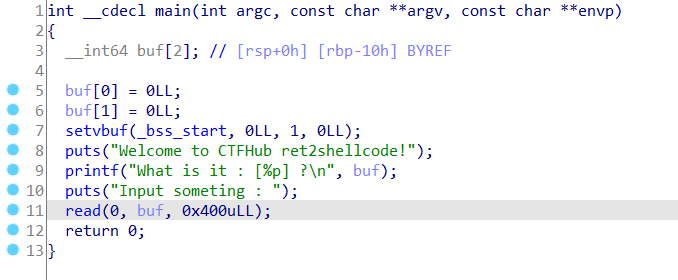 1 int __cdecl main(int argc, const char **argv, const char **envp)
2 {
3   __int64 buf[2]; // [rsp+0h] [rbp-10h] BYREF
4
5   buf[0] = 0LL;
6   buf[1] = 0LL;
7   setvbuf(_bss_start, 0LL, 1, 0LL);
8   puts("Welcome to CTFHub ret2shellcode!");
9   printf("What is it : [%p] ?\n", buf);
10   puts("Input someting : ");
11   read(0, buf, 0x400uLL);
12   return 0;
13 }